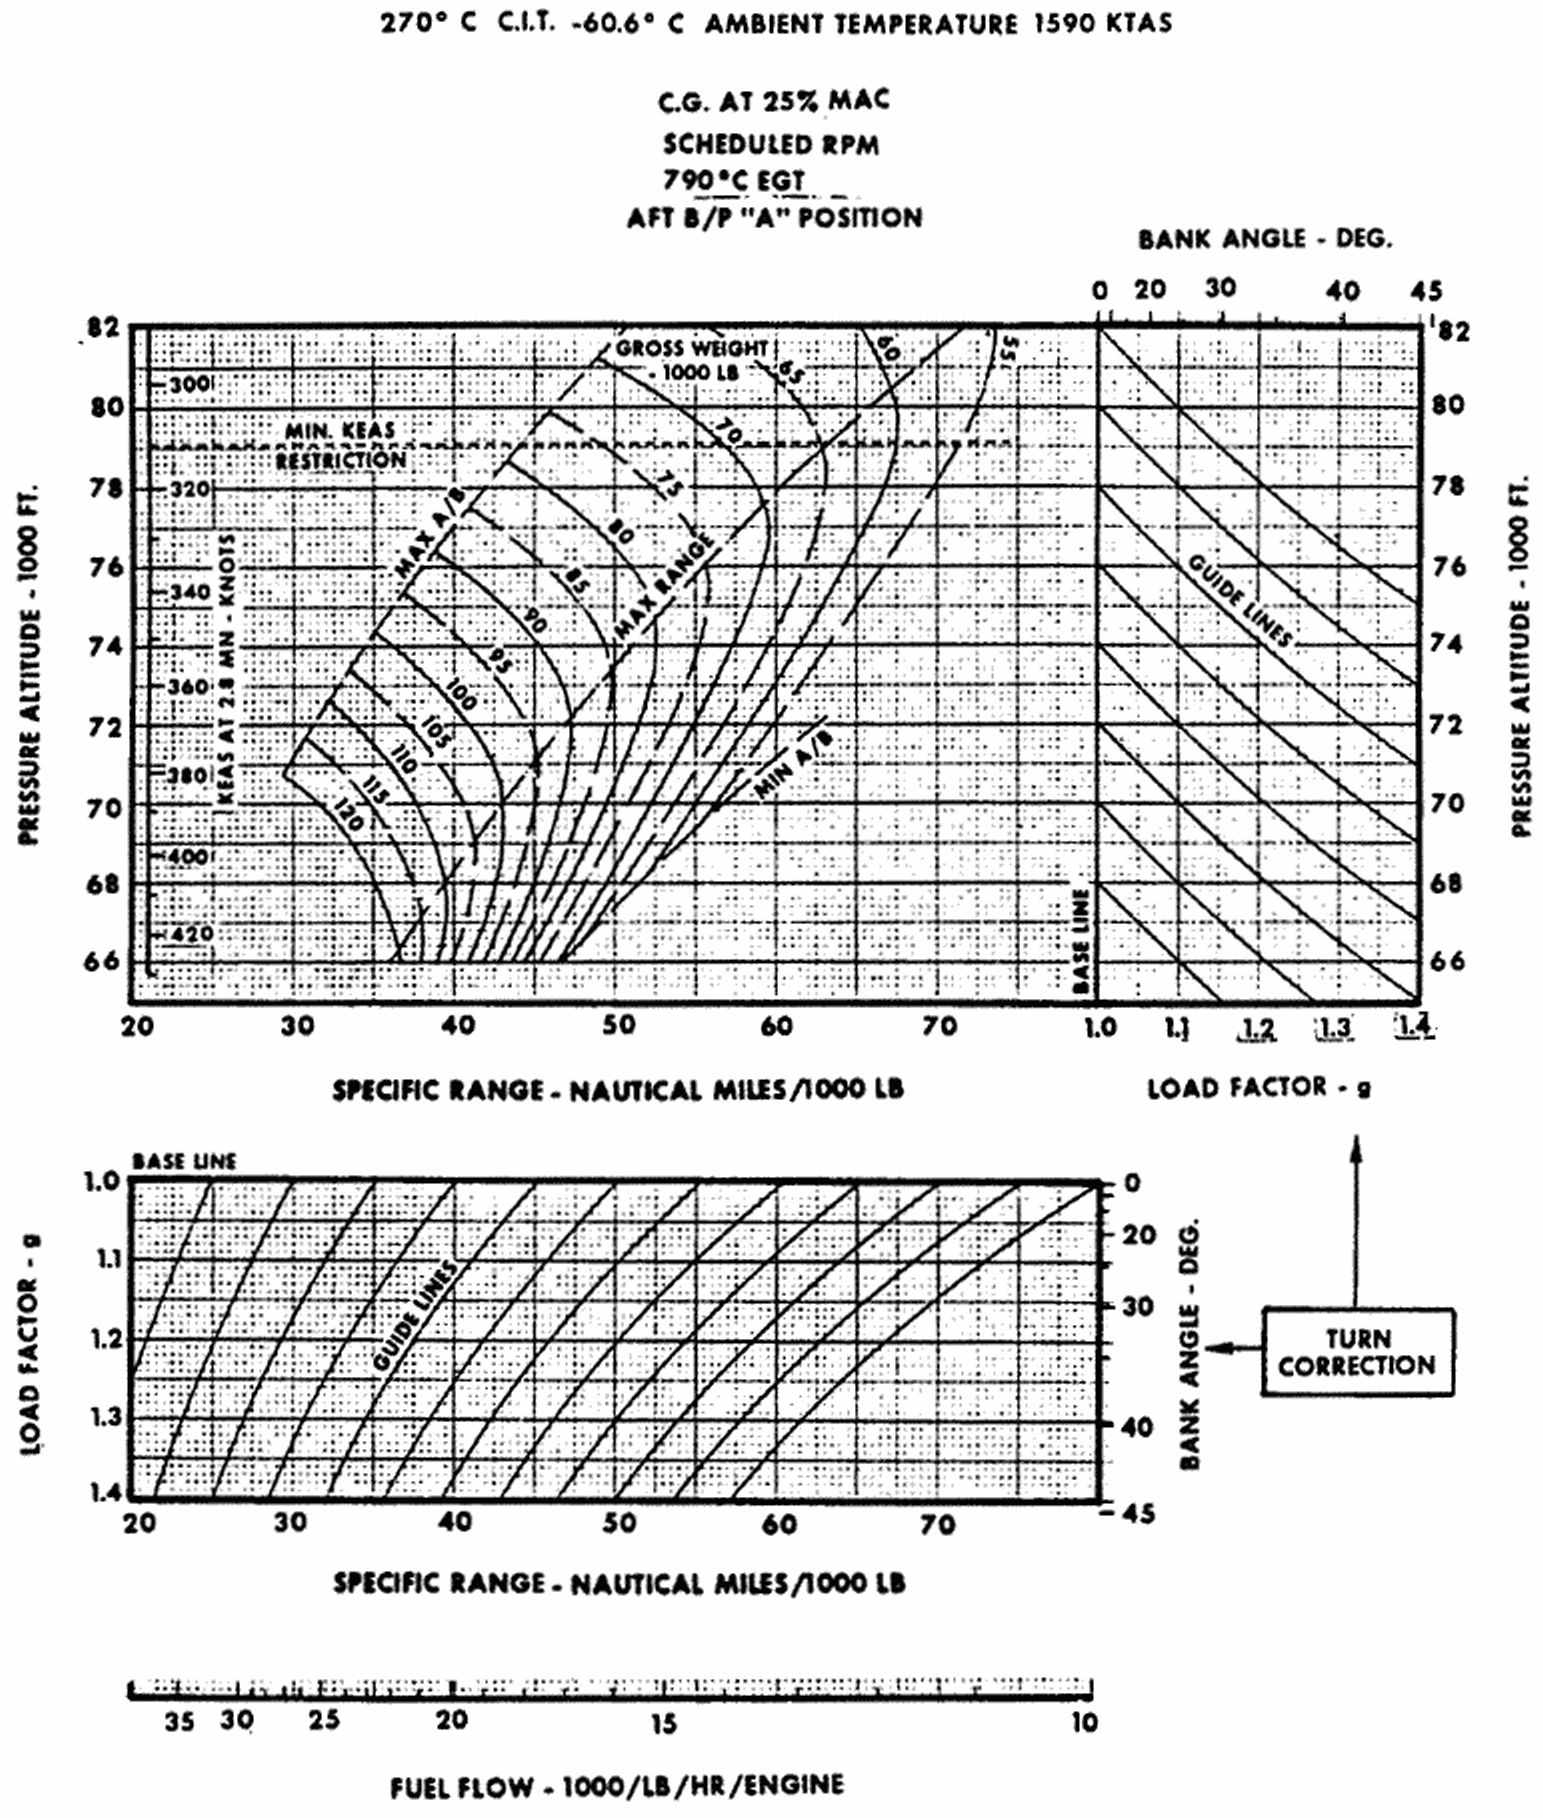 270° C C.I.T. -60.6° C AMBIENT TEMPERATURE 1590 KTAS
C.G. AT 25% MAC
SCHEDULED RPM
790°C EGT
AFT B/P "A" POSITION
BANK ANGLE - DEG.
0 20 30 40 45
PRESSURE ALTITUDE - 1000 FT.
82
80
78
76
74
72
70
68
66
KEAS AT 2.8 MN - KNOTS
300
320
340
360
380
400
420
MIN. KEAS
RESTRICTION
MAX A/B
GROSS WEIGHT
- 1000 LB
55
60
65
70
75
80
85
90
95
100
105
110
115
120
MAX RANGE
MIN A/B
BASE LINE
GUIDE LINES
82
80
78
76
74
72
70
68
66
PRESSURE ALTITUDE - 1000 FT.
20 30 40 50 60 70
1.0 1.1 1.2 1.3 1.4
SPECIFIC RANGE - NAUTICAL MILES/1000 LB
LOAD FACTOR - g
BASE LINE
LOAD FACTOR - g
1.0
1.1
1.2
1.3
1.4
GUIDE LINES
0
20
30
40
45
BANK ANGLE - DEG.
TURN
CORRECTION
20 30 40 50 60 70
SPECIFIC RANGE - NAUTICAL MILES/1000 LB
35 30 25 20 15 10
FUEL FLOW - 1000/LB/HR/ENGINE